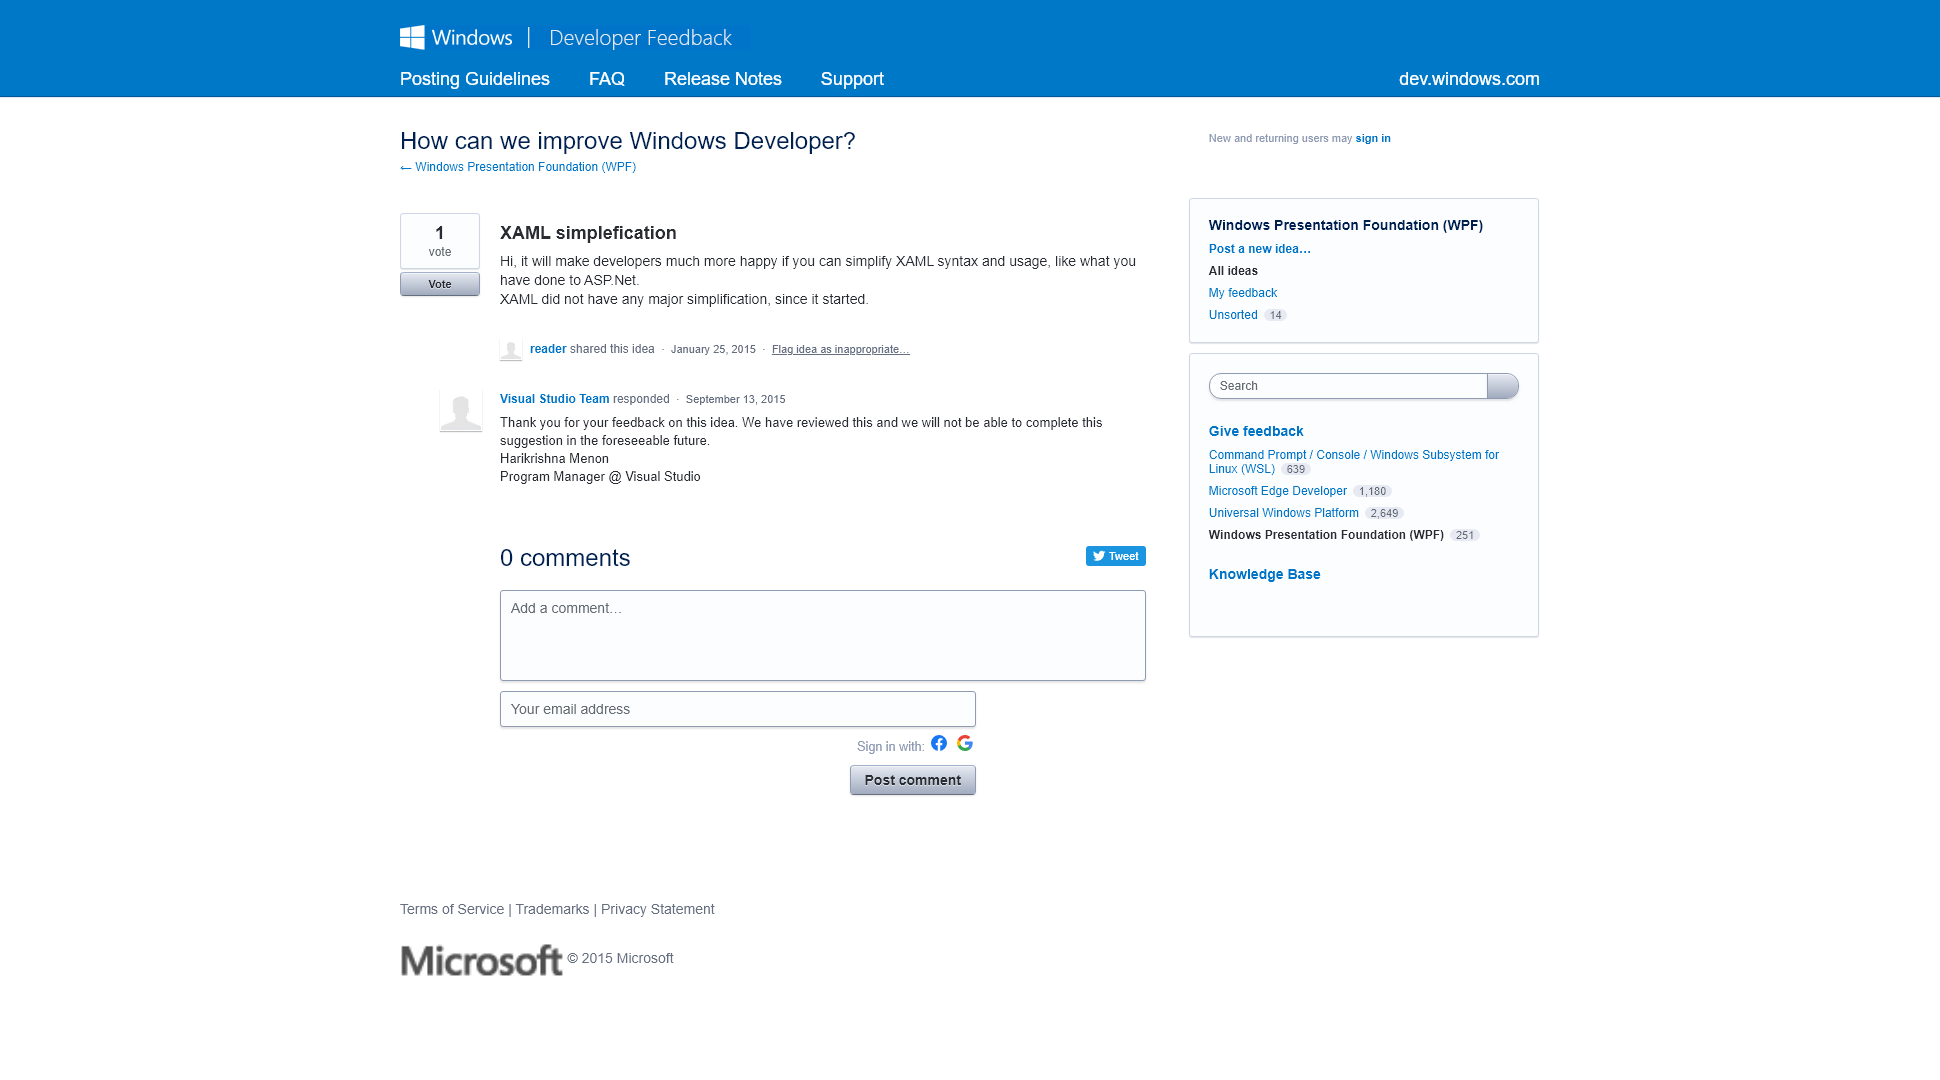 Windows | Developer Feedback
Posting Guidelines FAQ Release Notes Support dev.windows.com
How can we improve Windows Developer?
← Windows Presentation Foundation (WPF)
New and returning users may sign in
1
vote
Vote
XAML simplefication
Hi, it will make developers much more happy if you can simplify XAML syntax and usage, like what you
have done to ASP.Net.
XAML did not have any major simplification, since it started.
reader shared this idea · January 25, 2015 · Flag idea as inappropriate…
Visual Studio Team responded · September 13, 2015
Thank you for your feedback on this idea. We have reviewed this and we will not be able to complete this
suggestion in the foreseeable future.
Harikrishna Menon
Program Manager @ Visual Studio
0 comments
Tweet
Add a comment…
Your email address
Sign in with:
Post comment
Windows Presentation Foundation (WPF)
Post a new idea…
All ideas
My feedback
Unsorted 14
Search
Give feedback
Command Prompt / Console / Windows Subsystem for
Linux (WSL) 639
Microsoft Edge Developer 1,180
Universal Windows Platform 2,649
Windows Presentation Foundation (WPF) 251
Knowledge Base
Terms of Service | Trademarks | Privacy Statement
Microsoft © 2015 Microsoft